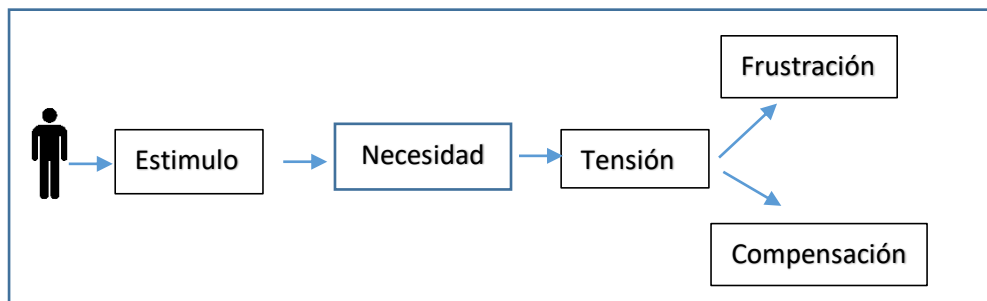 Estimulo
Necesidad
Tensión
Frustración
Compensación